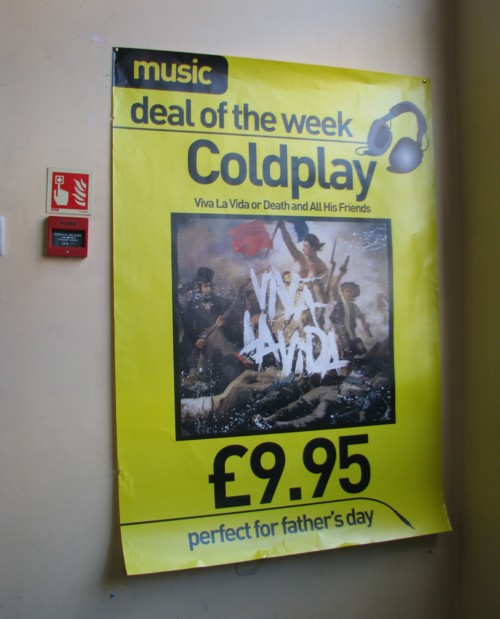 music
deal of the week
Coldplay
Viva La Vida or Death and All His Friends
VIVA
LA VIDA
£9.95
perfect for father's day